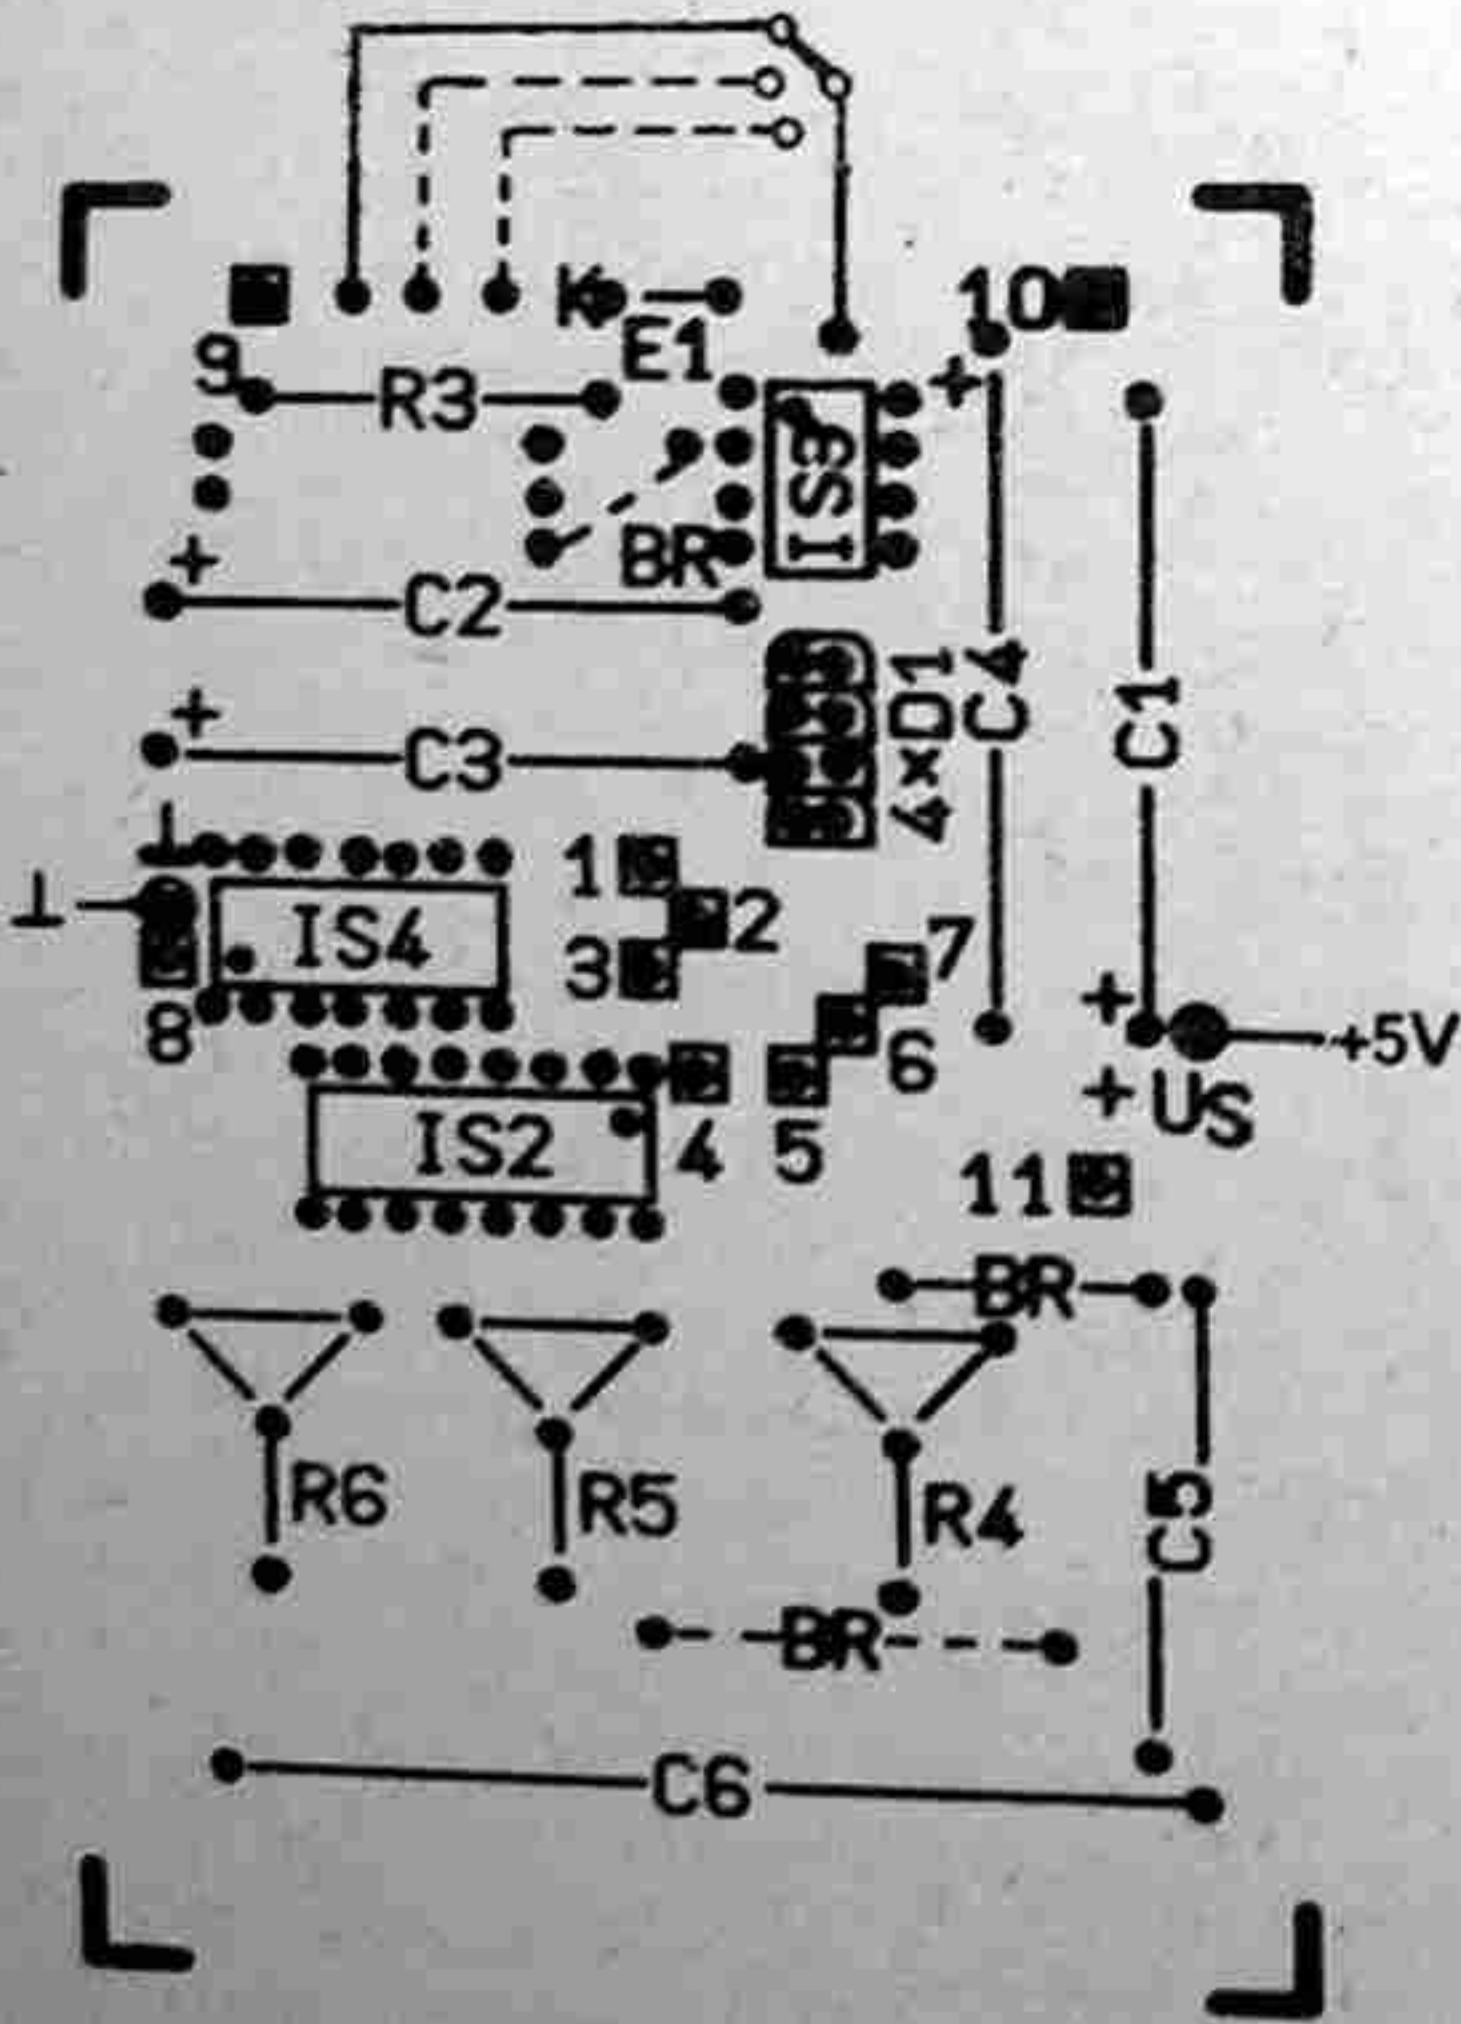 K
10
9
E1
R3
+
IS3
BR
+
C2
+
4×D1
C4
C1
C3
⊥
1
⊥
IS4
2
3
7
+
8
6
+5V
IS2
4
5
+US
11
BR
R6
R5
R4
C5
BR
C6